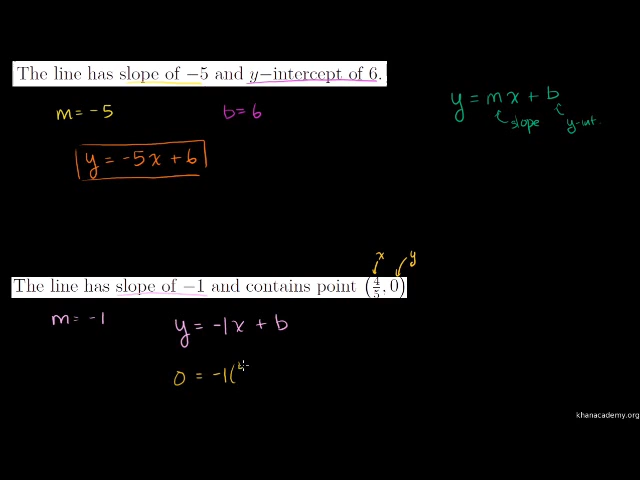 The line has slope of −5 and y−intercept of 6.
m = -5
b = 6
y = mx + b
slope
y-int.
y = -5x + 6
x
y
The line has slope of −1 and contains point (4/5, 0)
m = -1
y = -1x + b
0 = -1(
khanacademy.org